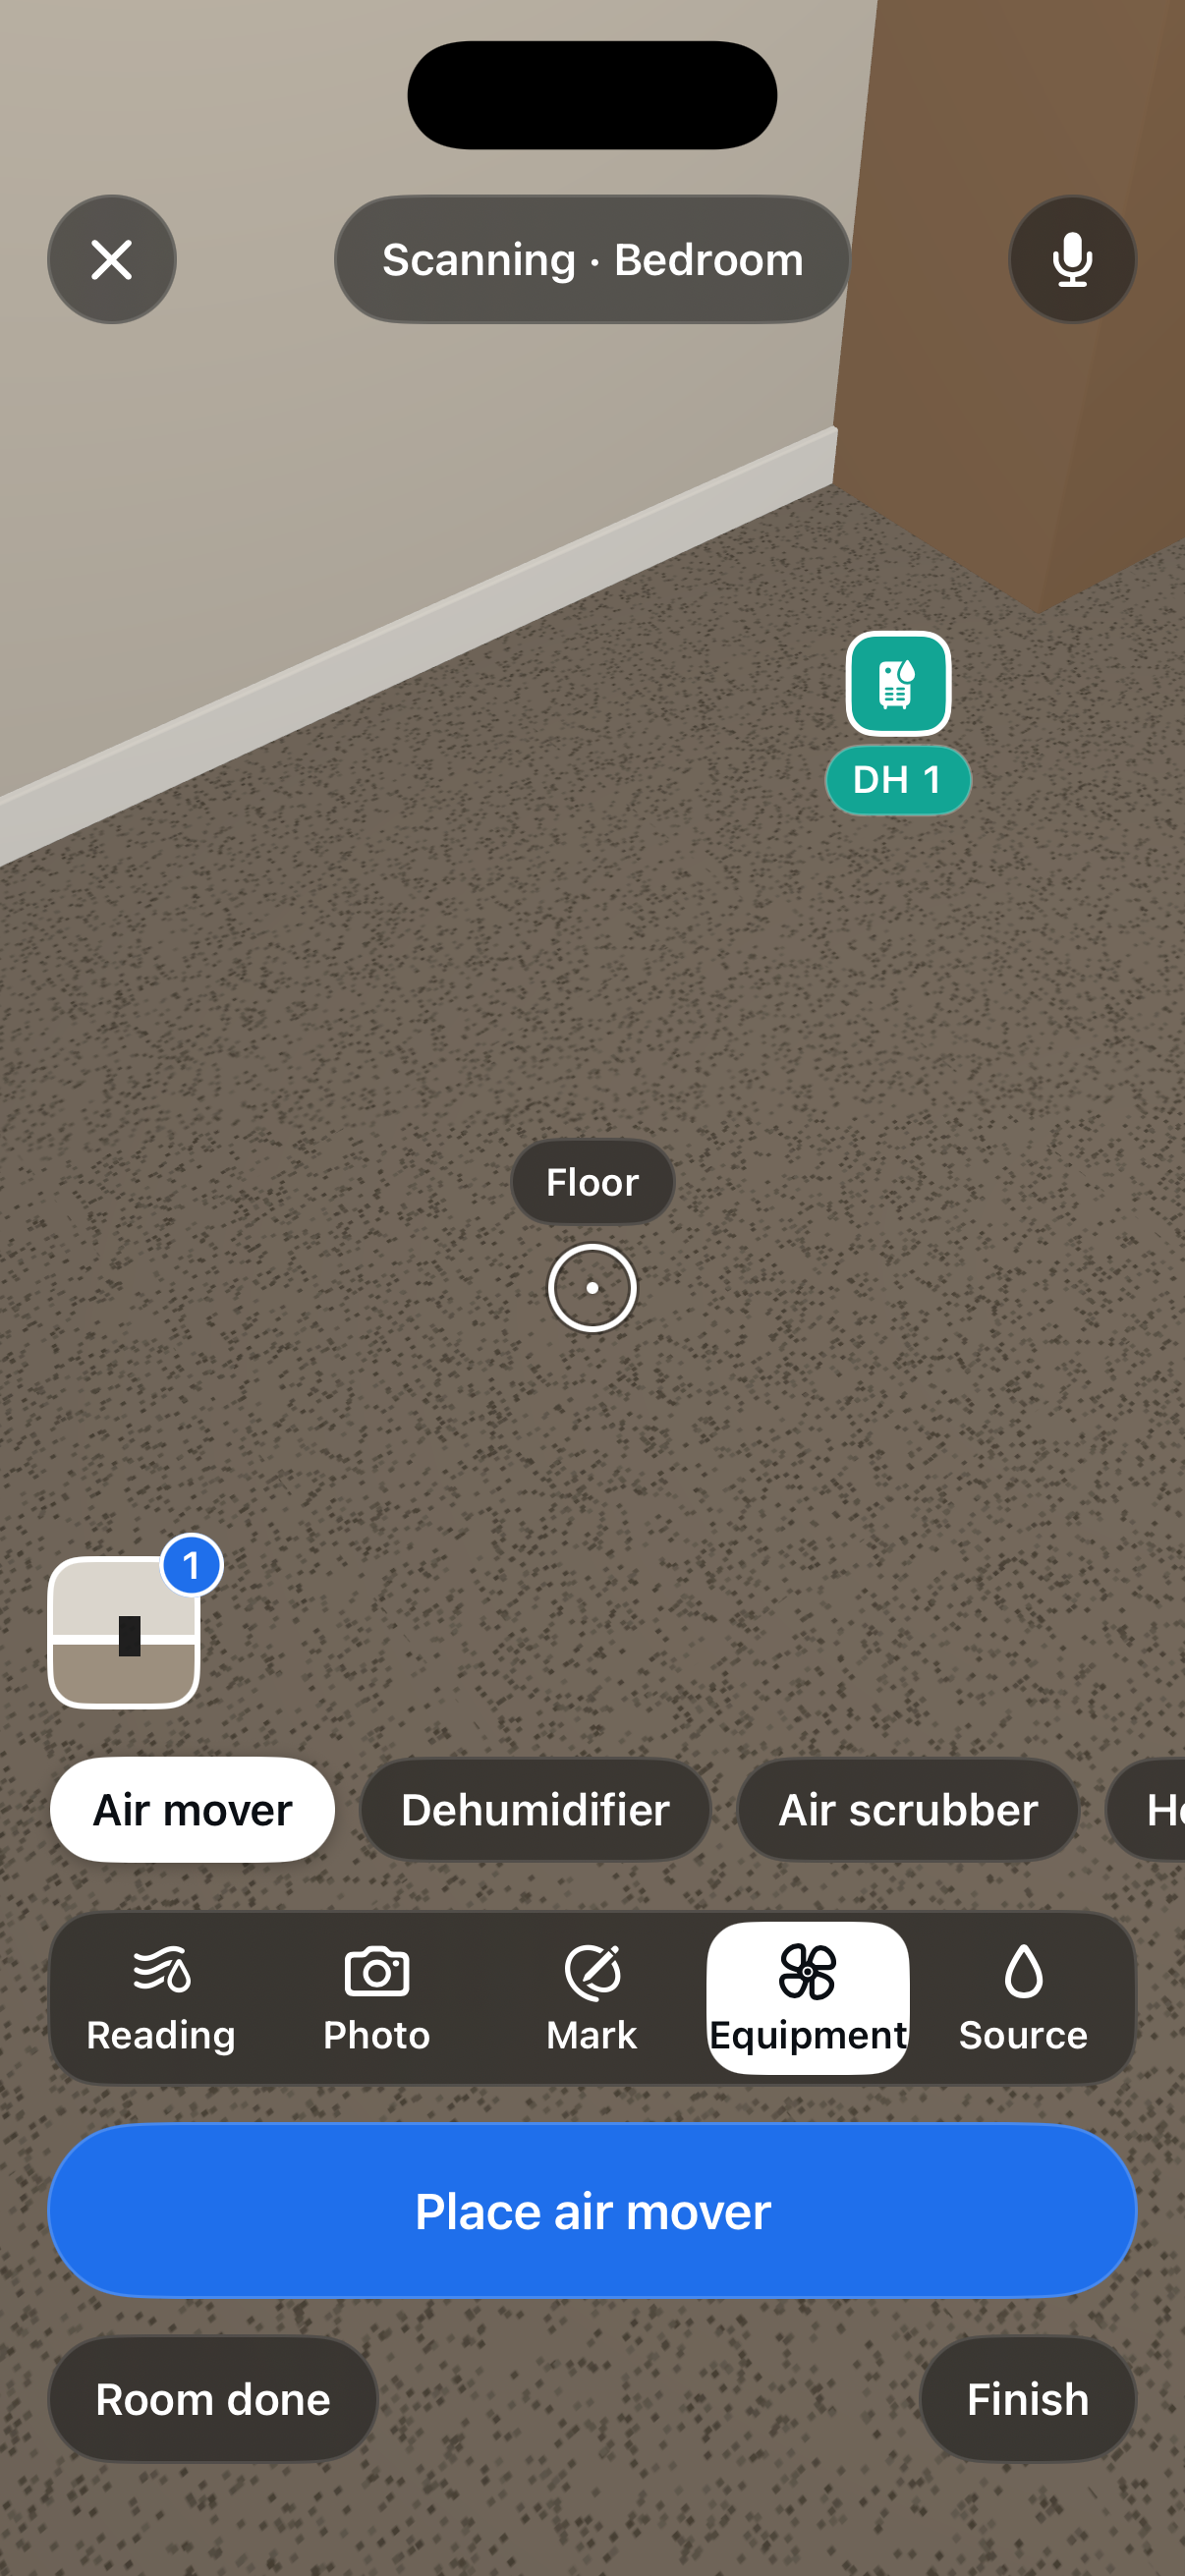 Scanning · Bedroom
DH 1
Floor
1
Air mover
Dehumidifier
Air scrubber
Reading
Photo
Mark
Equipment
Source
Place air mover
Room done
Finish